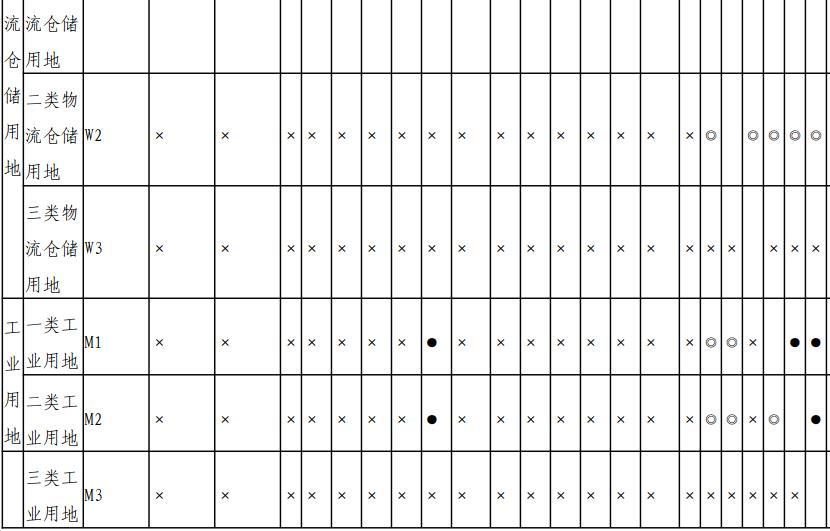 流仓储用地
流仓储
用地
二类物
流仓储
用地
W2 × × × × × × × × × × × × × × × × ◎ ◎ ◎ ◎ ◎
三类物
流仓储
用地
W3 × × × × × × × × × × × × × × × × × × × × ×
工业用地
一类工
业用地
M1 × × × × × × × ● × × × × × × × × ◎ ◎ × ● ●
二类工
业用地
M2 × × × × × × × ● × × × × × × × × ◎ ◎ × ◎ ●
三类工
业用地
M3 × × × × × × × × × × × × × × × × × × × × ×